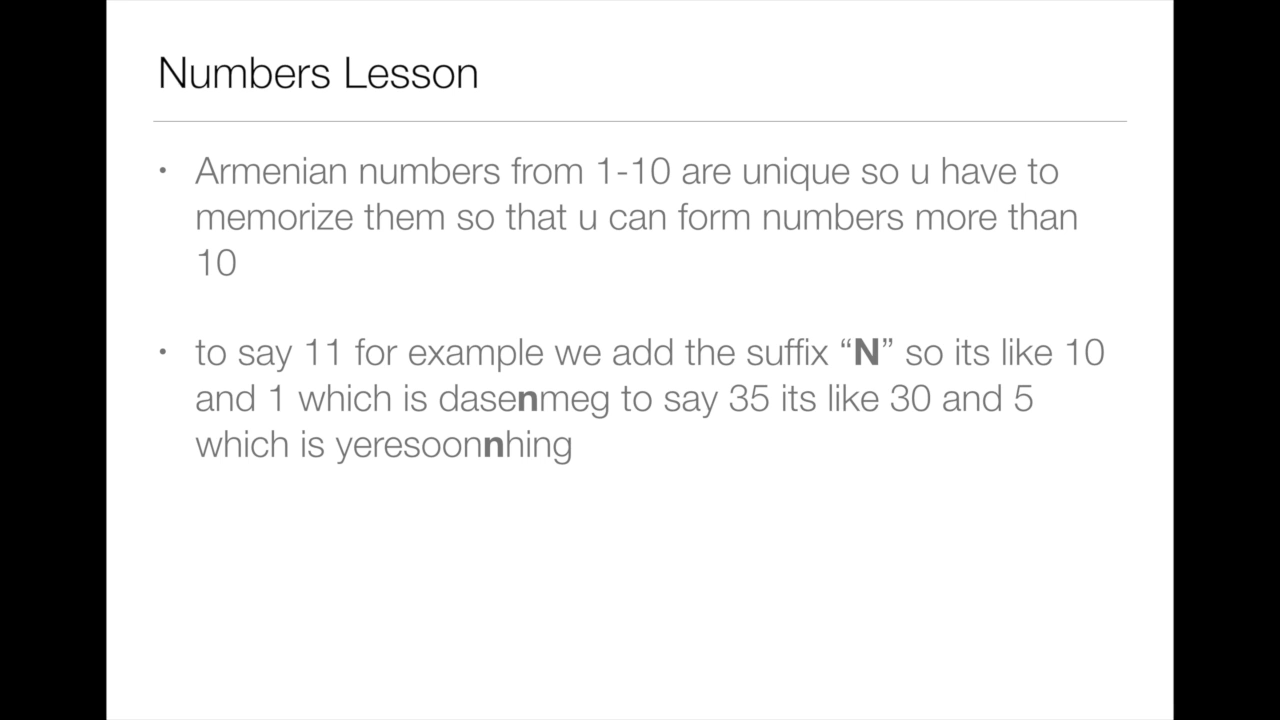 Numbers Lesson
• Armenian numbers from 1-10 are unique so u have to
memorize them so that u can form numbers more than
10
• to say 11 for example we add the suffix “N” so its like 10
and 1 which is dasenmeg to say 35 its like 30 and 5
which is yeresoonnhing